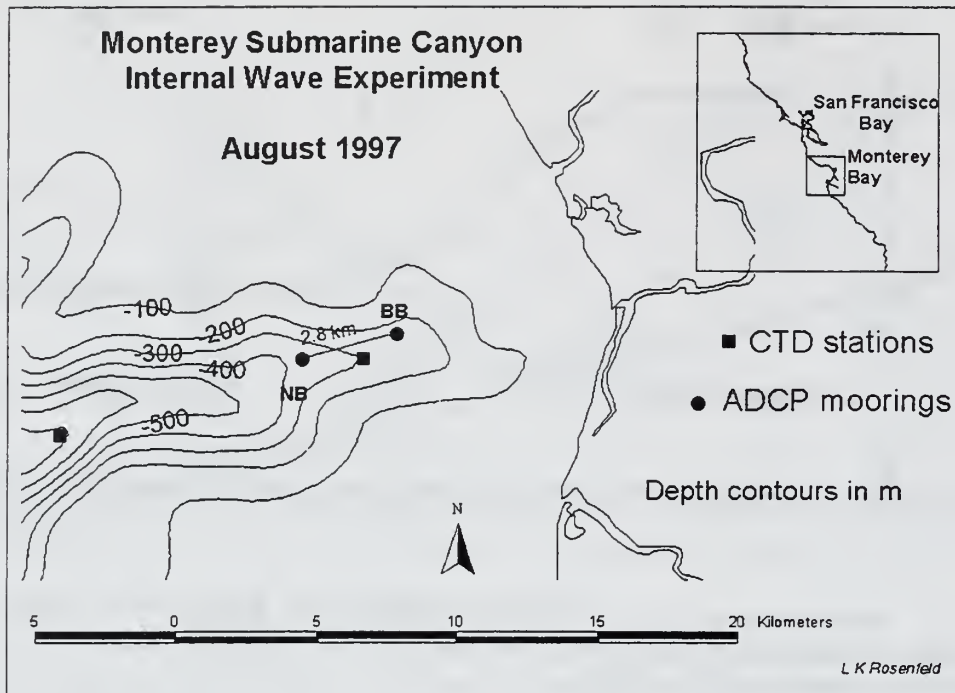 Monterey Submarine Canyon
Internal Wave Experiment
August 1997
San Francisco
Bay
Monterey
Bay
-100
-200
-300
-400
-500
BB
2.8 km
NB
CTD stations
ADCP moorings
Depth contours in m
N
5 0 5 10 15 20 Kilometers
L K Rosenfeld